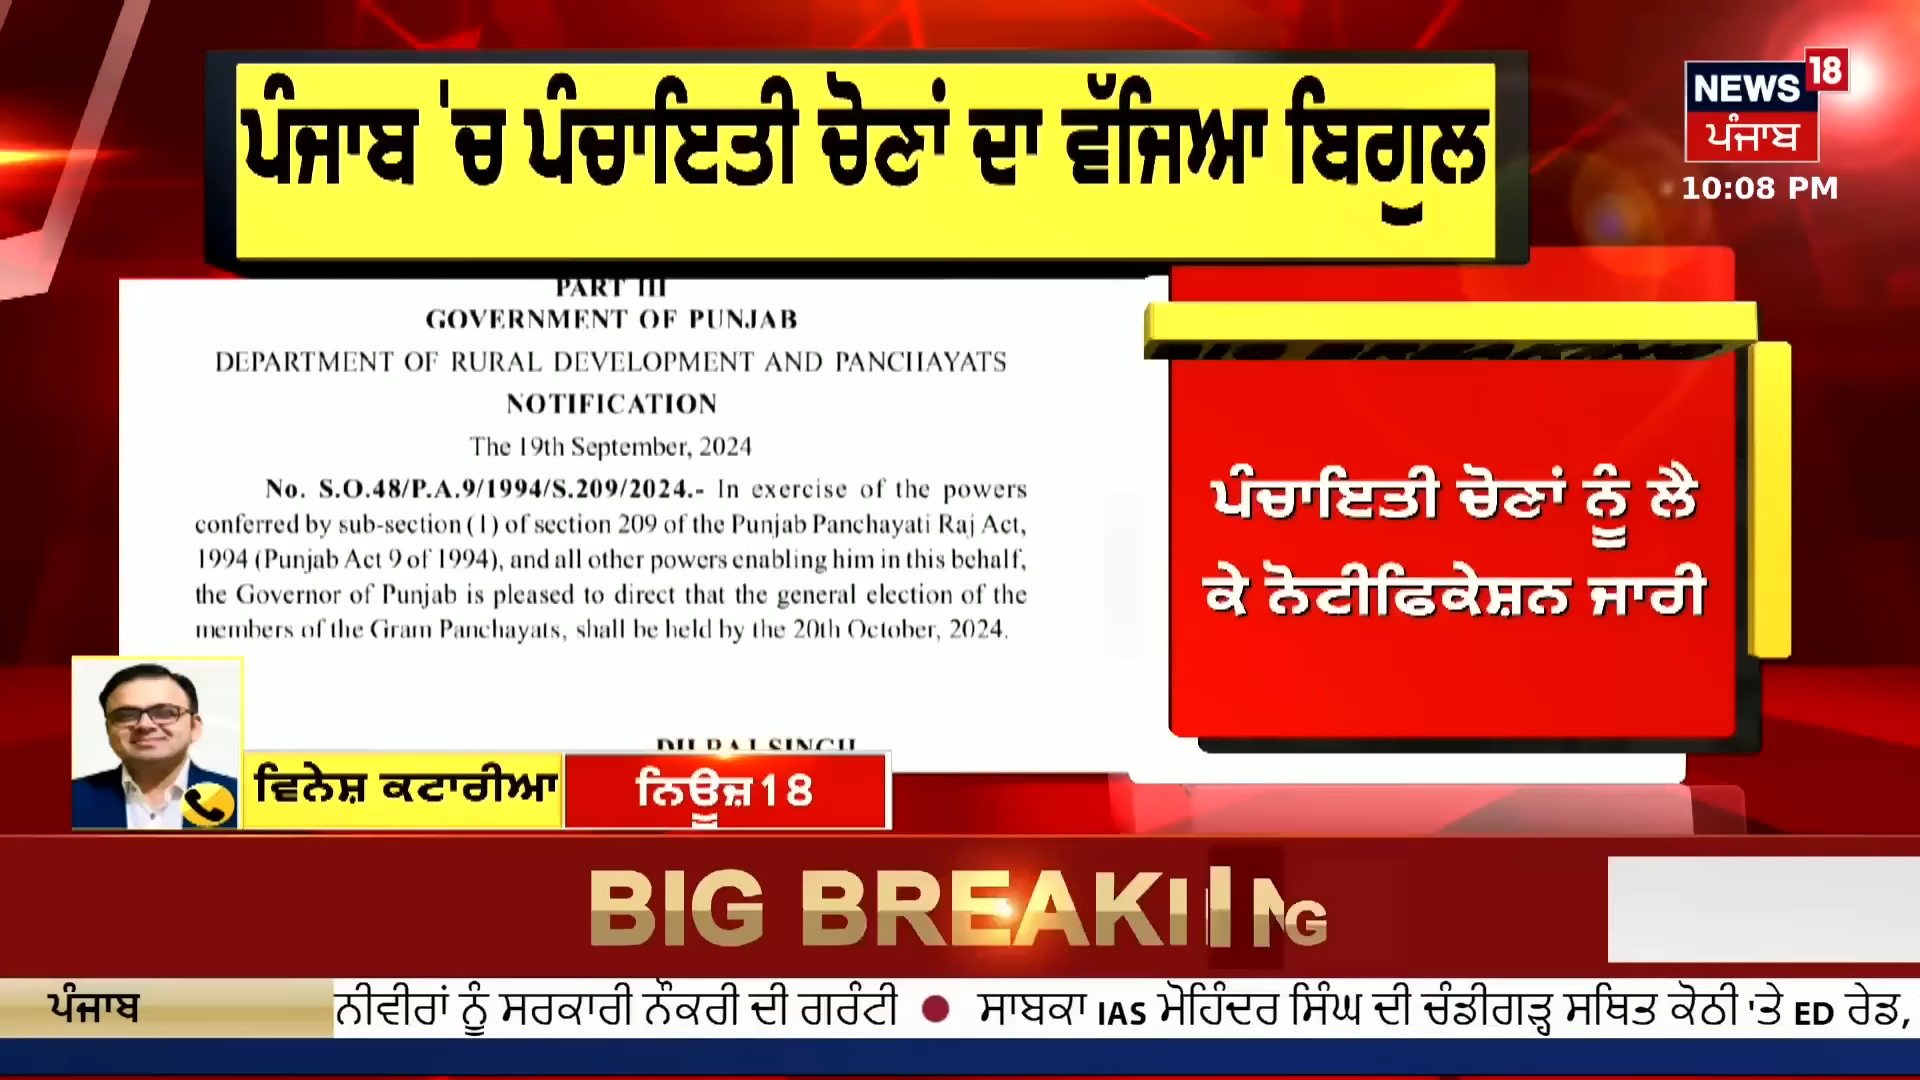 ਪੰਜਾਬ 'ਚ ਪੰਚਾਇਤੀ ਚੋਣਾਂ ਦਾ ਵੱਜਿਆ ਬਿਗੁਲ
NEWS 18
ਪੰਜਾਬ
10:08 PM
PART III
GOVERNMENT OF PUNJAB
DEPARTMENT OF RURAL DEVELOPMENT AND PANCHAYATS
NOTIFICATION
The 19th September, 2024
No. S.O.48/P.A.9/1994/S.209/2024.- In exercise of the powers
conferred by sub-section (1) of section 209 of the Punjab Panchayati Raj Act,
1994 (Punjab Act 9 of 1994), and all other powers enabling him in this behalf,
the Governor of Punjab is pleased to direct that the general election of the
members of the Gram Panchayats, shall be held by the 20th October, 2024.
DILRAJ SINGH
ਪੰਚਾਇਤੀ ਚੋਣਾਂ ਨੂੰ ਲੈ
ਕੇ ਨੋਟੀਫਿਕੇਸ਼ਨ ਜਾਰੀ
ਵਿਨੇਸ਼ ਕਟਾਰੀਆ
ਨਿਊਜ਼18
BIG BREAKING
ਪੰਜਾਬ
ਨੀਵੀਰਾਂ ਨੂੰ ਸਰਕਾਰੀ ਨੌਕਰੀ ਦੀ ਗਰੰਟੀ ● ਸਾਬਕਾ IAS ਮੋਹਿੰਦਰ ਸਿੰਘ ਦੀ ਚੰਡੀਗੜ੍ਹ ਸਥਿਤ ਕੋਠੀ 'ਤੇ ED ਰੇਡ,